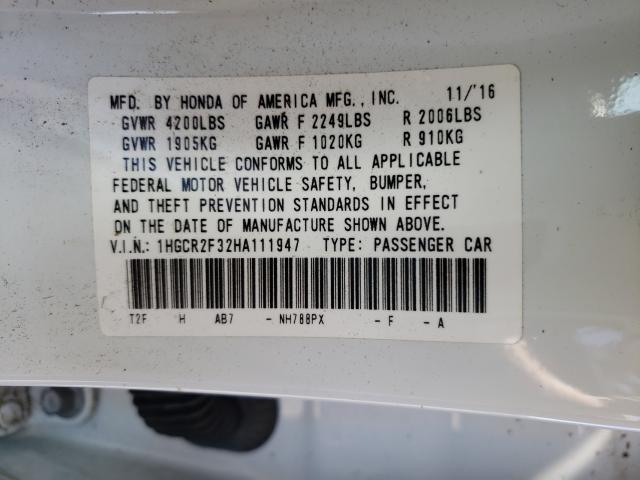 MFD. BY HONDA OF AMERICA MFG., INC. 11/'16
GVWR 4200LBS GAWR F 2249LBS R 2006LBS
GVWR 1905KG GAWR F 1020KG R 910KG
THIS VEHICLE CONFORMS TO ALL APPLICABLE
FEDERAL MOTOR VEHICLE SAFETY, BUMPER,
AND THEFT PREVENTION STANDARDS IN EFFECT
ON THE DATE OF MANUFACTURE SHOWN ABOVE.
V.I.N.: 1HGCR2F32HA111947 TYPE: PASSENGER CAR
T2F H AB7 - NH788PX - F - A